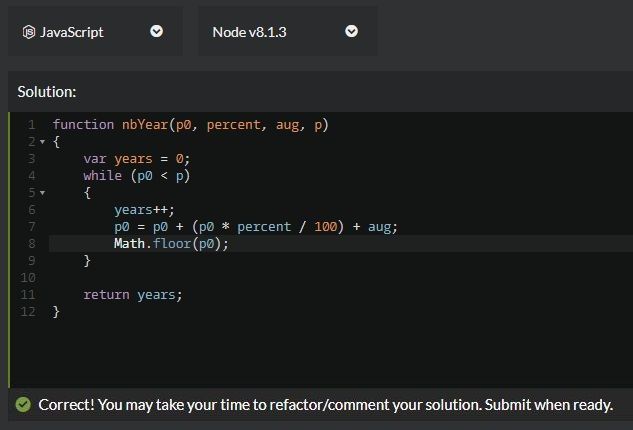 JavaScript Node v8.1.3
Solution:
1 function nbYear(p0, percent, aug, p)
2 {
3 var years = 0;
4 while (p0 < p)
5 {
6 years++;
7 p0 = p0 + (p0 * percent / 100) + aug;
8 Math.floor(p0);
9 }
10
11 return years;
12 }
Correct! You may take your time to refactor/comment your solution. Submit when ready.